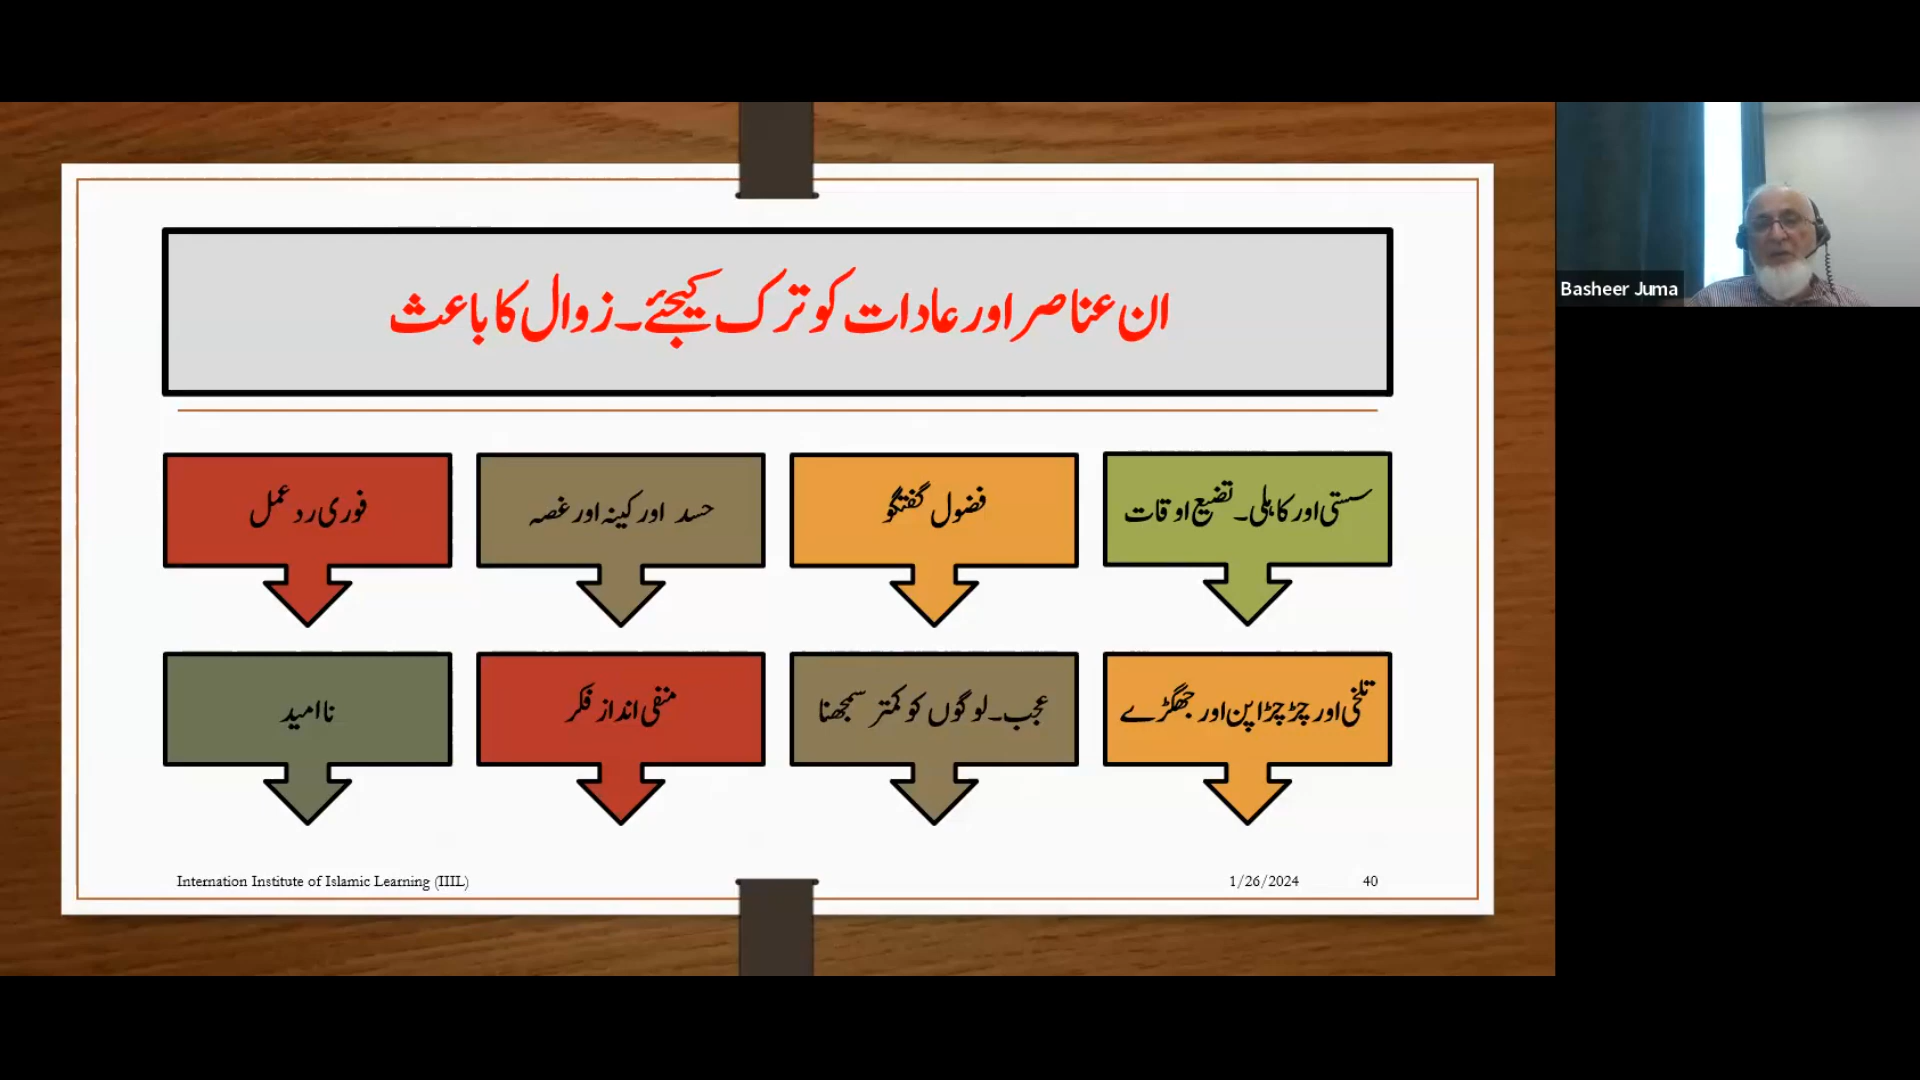 ان عناصر اور عادات کو ترک کیجئے۔ زوال کا باعث
سستی اور کاہلی۔ تضیع اوقات
فضول گفتگو
حسد اور کینہ اور غصہ
فوری رد عمل
تلخی اور چڑچڑا پن اور جھگڑے
عجب۔ لوگوں کو کمتر سمجھنا
منفی انداز فکر
ناامید
Internation Institute of Islamic Learning (IIIL)
1/26/2024
40
Basheer Juma